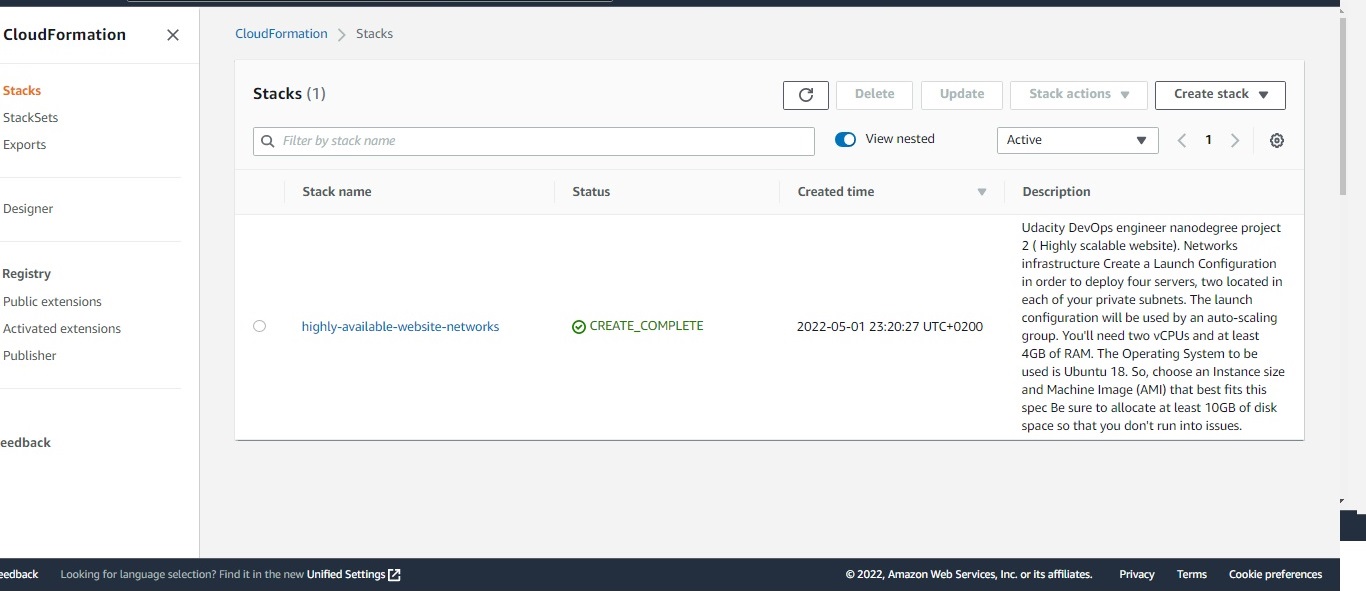 CloudFormation
Stacks
StackSets
Exports
Designer
Registry
Public extensions
Activated extensions
Publisher
eedback
CloudFormation > Stacks
Stacks (1)
Delete
Update
Stack actions
Create stack
Filter by stack name
View nested
Active
1
Stack name
Status
Created time
Description
highly-available-website-networks
CREATE_COMPLETE
2022-05-01 23:20:27 UTC+0200
Udacity DevOps engineer nanodegree project
2 ( Highly scalable website). Networks
infrastructure Create a Launch Configuration
in order to deploy four servers, two located in
each of your private subnets. The launch
configuration will be used by an auto-scaling
group. You'll need two vCPUs and at least
4GB of RAM. The Operating System to be
used is Ubuntu 18. So, choose an Instance size
and Machine Image (AMI) that best fits this
spec Be sure to allocate at least 10GB of disk
space so that you don't run into issues.
eedback
Looking for language selection? Find it in the new Unified Settings
© 2022, Amazon Web Services, Inc. or its affiliates.
Privacy
Terms
Cookie preferences